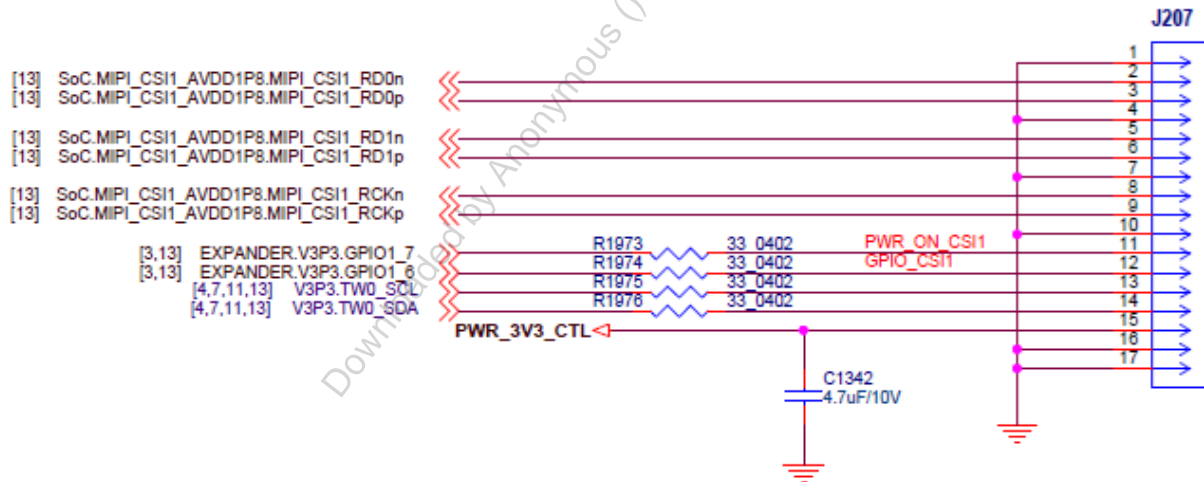 J207
1
[13] SoC.MIPI_CSI1_AVDD1P8.MIPI_CSI1_RD0n 2
[13] SoC.MIPI_CSI1_AVDD1P8.MIPI_CSI1_RD0p 3
4
[13] SoC.MIPI_CSI1_AVDD1P8.MIPI_CSI1_RD1n 5
[13] SoC.MIPI_CSI1_AVDD1P8.MIPI_CSI1_RD1p 6
7
[13] SoC.MIPI_CSI1_AVDD1P8.MIPI_CSI1_RCKn 8
[13] SoC.MIPI_CSI1_AVDD1P8.MIPI_CSI1_RCKp 9
10
[3,13] EXPANDER.V3P3.GPIO1_7 R1973 33_0402 PWR_ON_CSI1 11
[3,13] EXPANDER.V3P3.GPIO1_6 R1974 33_0402 GPIO_CSI1 12
[4,7,11,13] V3P3.TW0_SCL R1975 33_0402 13
[4,7,11,13] V3P3.TW0_SDA R1976 33_0402 14
PWR_3V3_CTL 15
16
17
C1342
4.7uF/10V
Downloaded by Anonymous ()